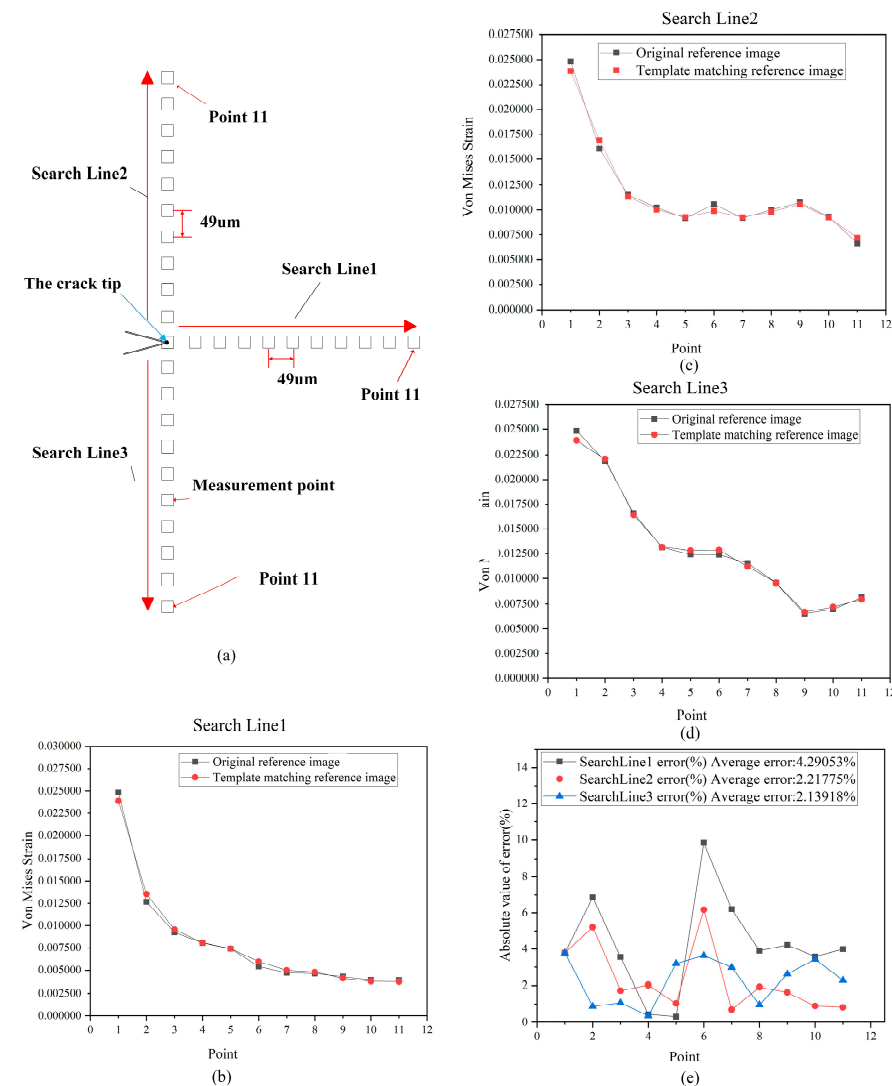 Point 11
Search Line2
49um
Search Line1
The crack tip
49um
Point 11
Search Line3
Measurement point
Point 11
(a)
Search Line1
Original reference image
Template matching reference image
Von Mises Strain
0.030000
0.027500
0.025000
0.022500
0.020000
0.017500
0.015000
0.012500
0.010000
0.007500
0.005000
0.002500
0.000000
0 1 2 3 4 5 6 7 8 9 10 11 12
Point
(b)
Search Line2
Original reference image
Template matching reference image
Von Mises Strain
0.027500
0.025000
0.022500
0.020000
0.017500
0.015000
0.012500
0.010000
0.007500
0.005000
0.002500
0.000000
0 1 2 3 4 5 6 7 8 9 10 11 12
Point
(c)
Search Line3
Original reference image
Template matching reference image
Von
ain
0.027500
0.025000
0.022500
0.020000
0.017500
0.015000
0.012500
0.010000
0.007500
0.005000
0.002500
0.000000
0 1 2 3 4 5 6 7 8 9 10 11 12
Point
(d)
SearchLine1 error(%) Average error:4.29053%
SearchLine2 error(%) Average error:2.21775%
SearchLine3 error(%) Average error:2.13918%
Absolute value of error(%)
14
12
10
8
6
4
2
0
0 1 2 3 4 5 6 7 8 9 10 11 12
Point
(e)